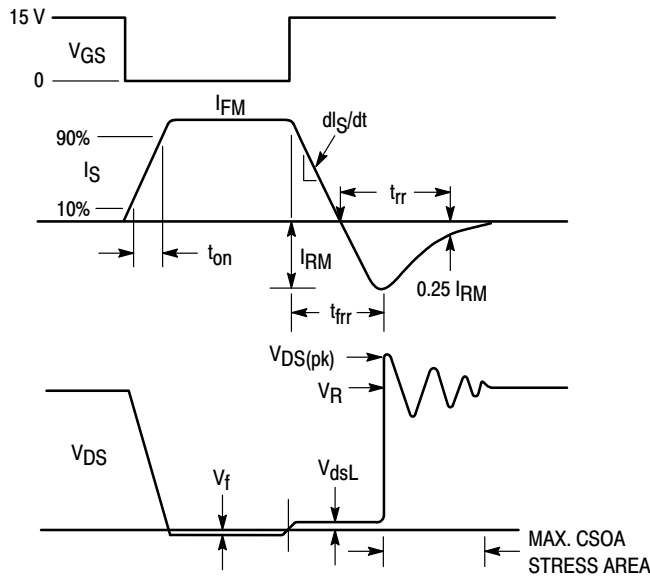 15 V
VGS
0
IFM
dIS/dt
90%
IS
trr
10%
ton
IRM
0.25 IRM
tfrr
VDS(pk)
VR
VDS
Vf
VdsL
MAX. CSOA
STRESS AREA